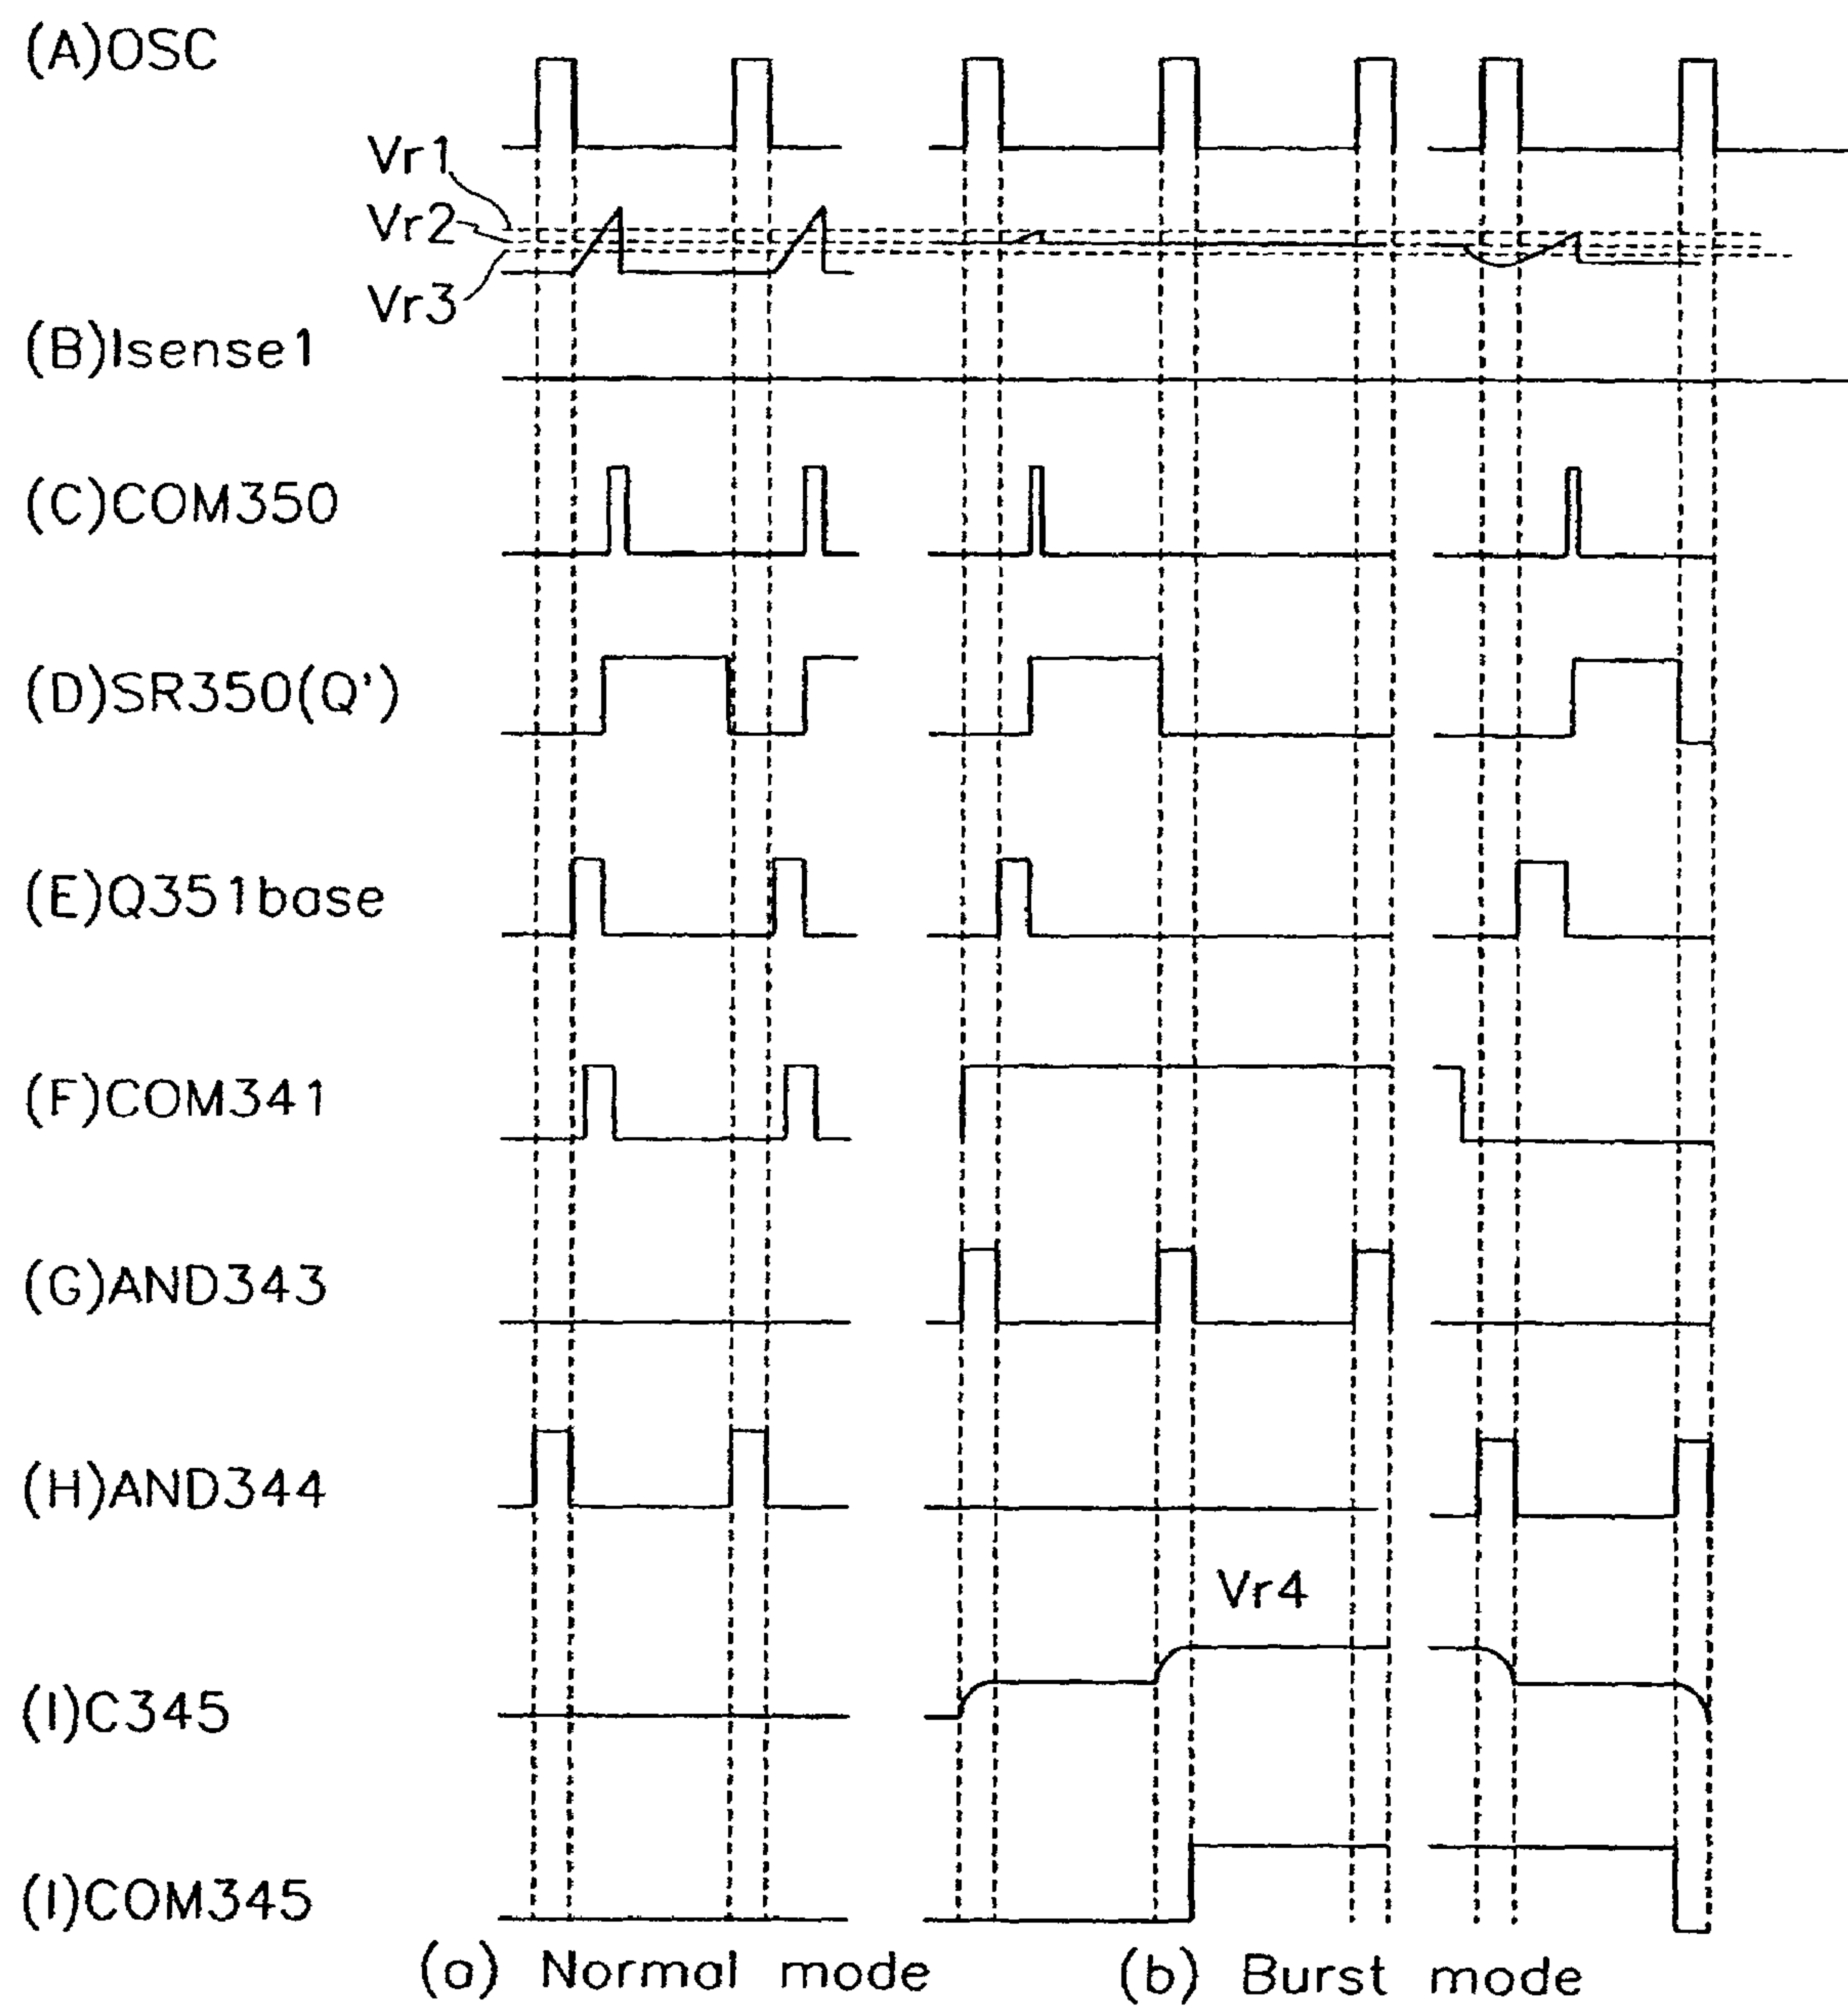 (A)OSC
Vr1
Vr2
Vr3
(B)Isense1
(C)COM350
(D)SR350(Q')
(E)Q351base
(F)COM341
(G)AND343
(H)AND344
Vr4
(I)C345
(I)COM345
(a) Normal mode (b) Burst mode